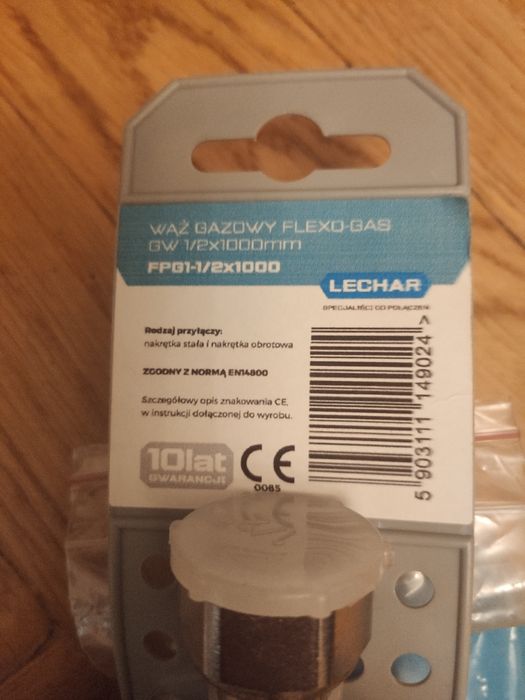 WĄŻ GAZOWY FLEXO-GAS
GW 1/2x1000mm
FPG1-1/2x1000
LECHAR
SPECJALIŚCI OD POŁĄCZEŃ
Rodzaj przyłączy:
nakrętka stała i nakrętka obrotowa
ZGODNY Z NORMĄ EN14800
Szczegółowy opis znakowania CE,
w instrukcji dołączonej do wyrobu.
10lat
GWARANCJI
CE
0085
5 903111 149024 >